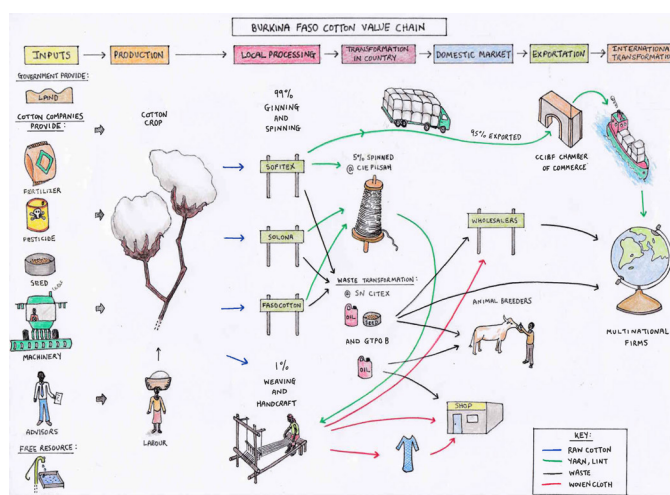 BURKINA FASO COTTON VALUE CHAIN
INPUTS
PRODUCTION
LOCAL PROCESSING
TRANSFORMATION
IN COUNTRY
DOMESTIC MARKET
EXPORTATION
INTERNATIONAL
TRANSFORMATION
GOVERNMENT PROVIDE:
LAND
COTTON COMPANIES
PROVIDE:
FERTILIZER
PESTICIDE
SEED
MACHINERY
ADVISORS
FREE RESOURCE:
COTTON
CROP
LABOUR
99%
GINNING
AND
SPINNING
SOFITEX
SOLONA
FASOCOTTON
1%
WEAVING
AND
HANDCRAFT
95% EXPORTED
5% SPINNED
@ CIE FILSAH
WASTE TRANSFORMATION:
@ SN CITEX
OIL
SEED
AND GTPO B
OIL
WHOLESALERS
ANIMAL BREEDERS
SHOP
CCIBF CHAMBER
OF COMMERCE
MULTINATIONAL
FIRMS
KEY:
RAW COTTON
YARN, LINT
WASTE
WOVEN CLOTH